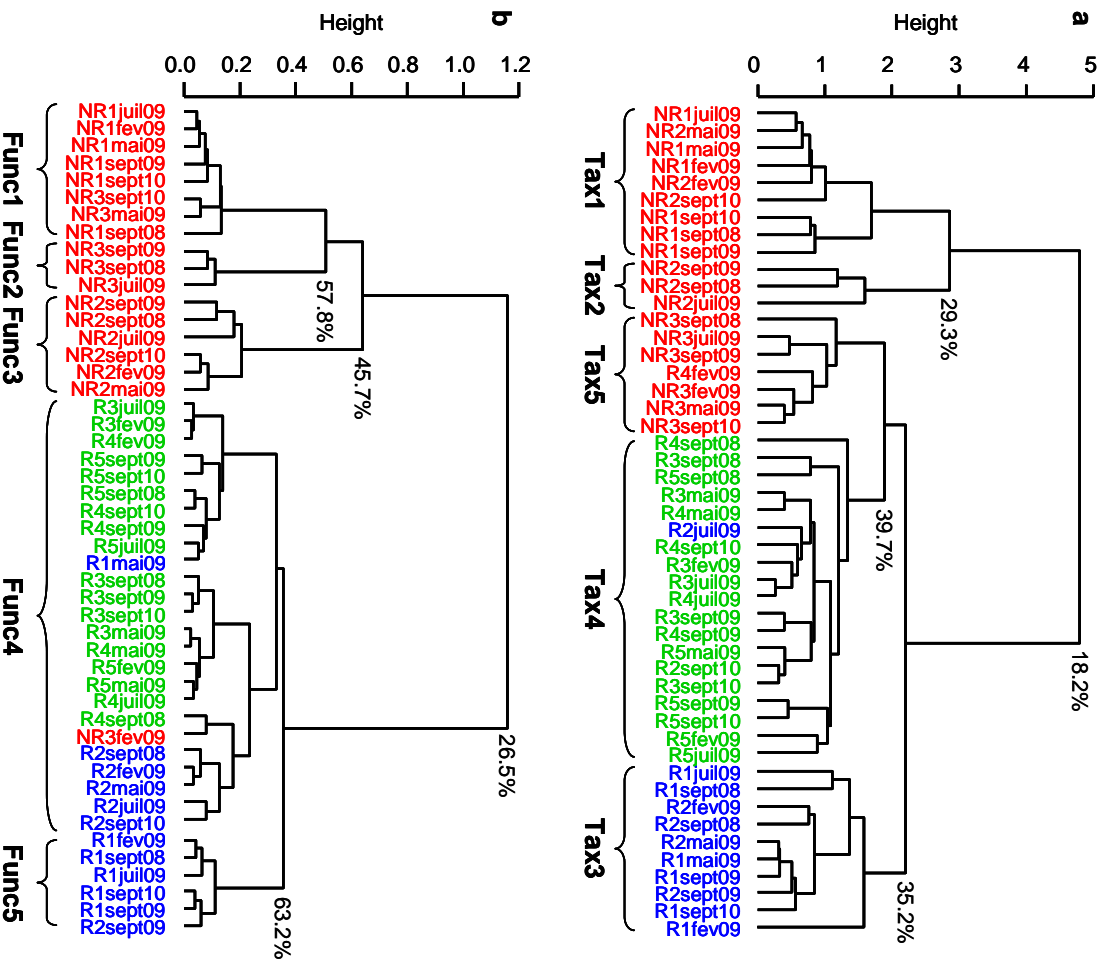 b
Height
0.0 0.2 0.4 0.6 0.8 1.0 1.2
NR1juil09
NR1fev09
NR1mai09
NR1sept09
NR1sept10
NR3sept10
NR3mai09
NR1sept08
NR3sept09
NR3sept08
NR3juil09
NR2sept09
NR2sept08
NR2juil09
NR2sept10
NR2fev09
NR2mai09
R3juil09
R3fev09
R4fev09
R5sept09
R5sept10
R5sept08
R4sept10
R4sept09
R5juil09
R1mai09
R3sept08
R3sept09
R3sept10
R3mai09
R4mai09
R5fev09
R5mai09
R4juil09
R4sept08
NR3fev09
R2sept08
R2fev09
R2mai09
R2juil09
R2sept10
R1fev09
R1sept08
R1juil09
R1sept10
R1sept09
R2sept09
Func1
Func2
Func3
Func4
Func5
57.8%
45.7%
26.5%
63.2%
a
Height
0 1 2 3 4 5
NR1juil09
NR2mai09
NR1mai09
NR1fev09
NR2fev09
NR2sept10
NR1sept10
NR1sept08
NR1sept09
NR2sept09
NR2sept08
NR2juil09
NR3sept08
NR3juil09
NR3sept09
R4fev09
NR3fev09
NR3mai09
NR3sept10
R4sept08
R3sept08
R5sept08
R3mai09
R4mai09
R2juil09
R4sept10
R3fev09
R3juil09
R4juil09
R3sept09
R4sept09
R5mai09
R2sept10
R3sept10
R5sept09
R5sept10
R5fev09
R5juil09
R1juil09
R1sept08
R2fev09
R2sept08
R2mai09
R1mai09
R1sept09
R2sept09
R1sept10
R1fev09
Tax1
Tax2
Tax5
Tax4
Tax3
29.3%
39.7%
18.2%
35.2%